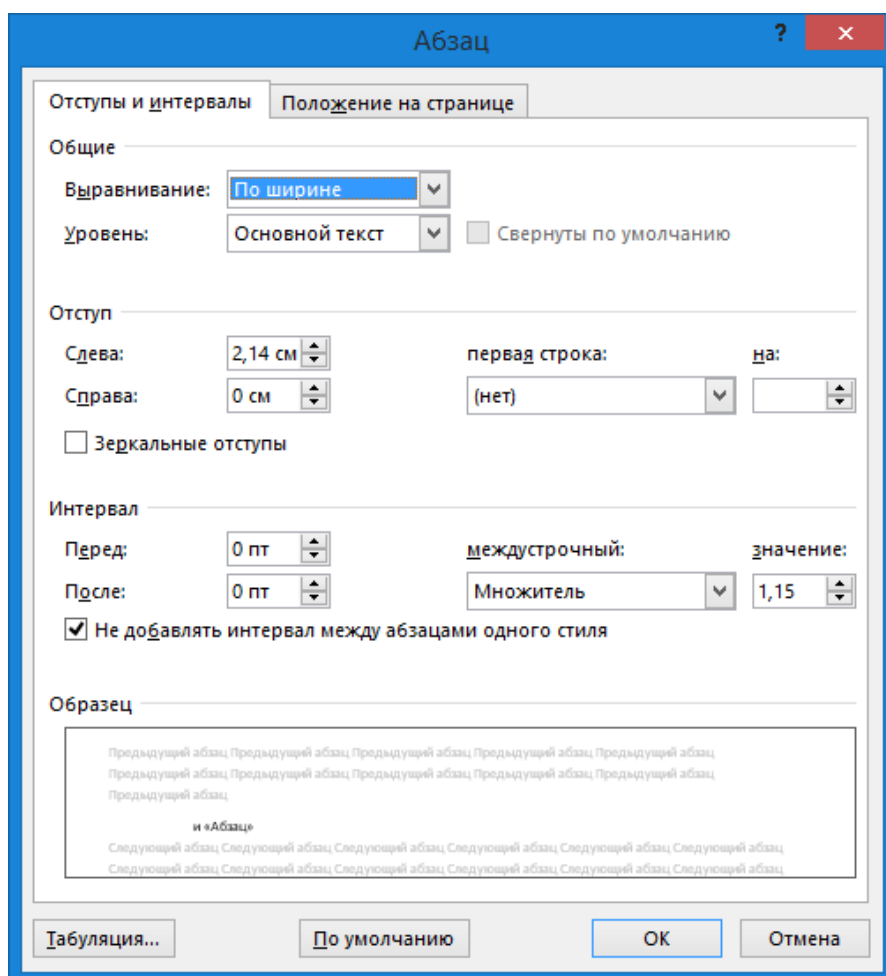 Абзац
?
Отступы и интервалы Положение на странице
Общие
Выравнивание: По ширине
Уровень: Основной текст Свернуты по умолчанию
Отступ
Слева: 2,14 см первая строка: на:
Справа: 0 см (нет)
Зеркальные отступы
Интервал
Перед: 0 пт междустрочный: значение:
После: 0 пт Множитель 1,15
Не добавлять интервал между абзацами одного стиля
Образец
Предыдущий абзац Предыдущий абзац Предыдущий абзац Предыдущий абзац Предыдущий абзац
Предыдущий абзац Предыдущий абзац Предыдущий абзац Предыдущий абзац Предыдущий абзац
Предыдущий абзац
и «Абзац»
Следующий абзац Следующий абзац Следующий абзац Следующий абзац Следующий абзац Следующий абзац
Следующий абзац Следующий абзац Следующий абзац Следующий абзац Следующий абзац Следующий абзац
Табуляция... По умолчанию ОК Отмена